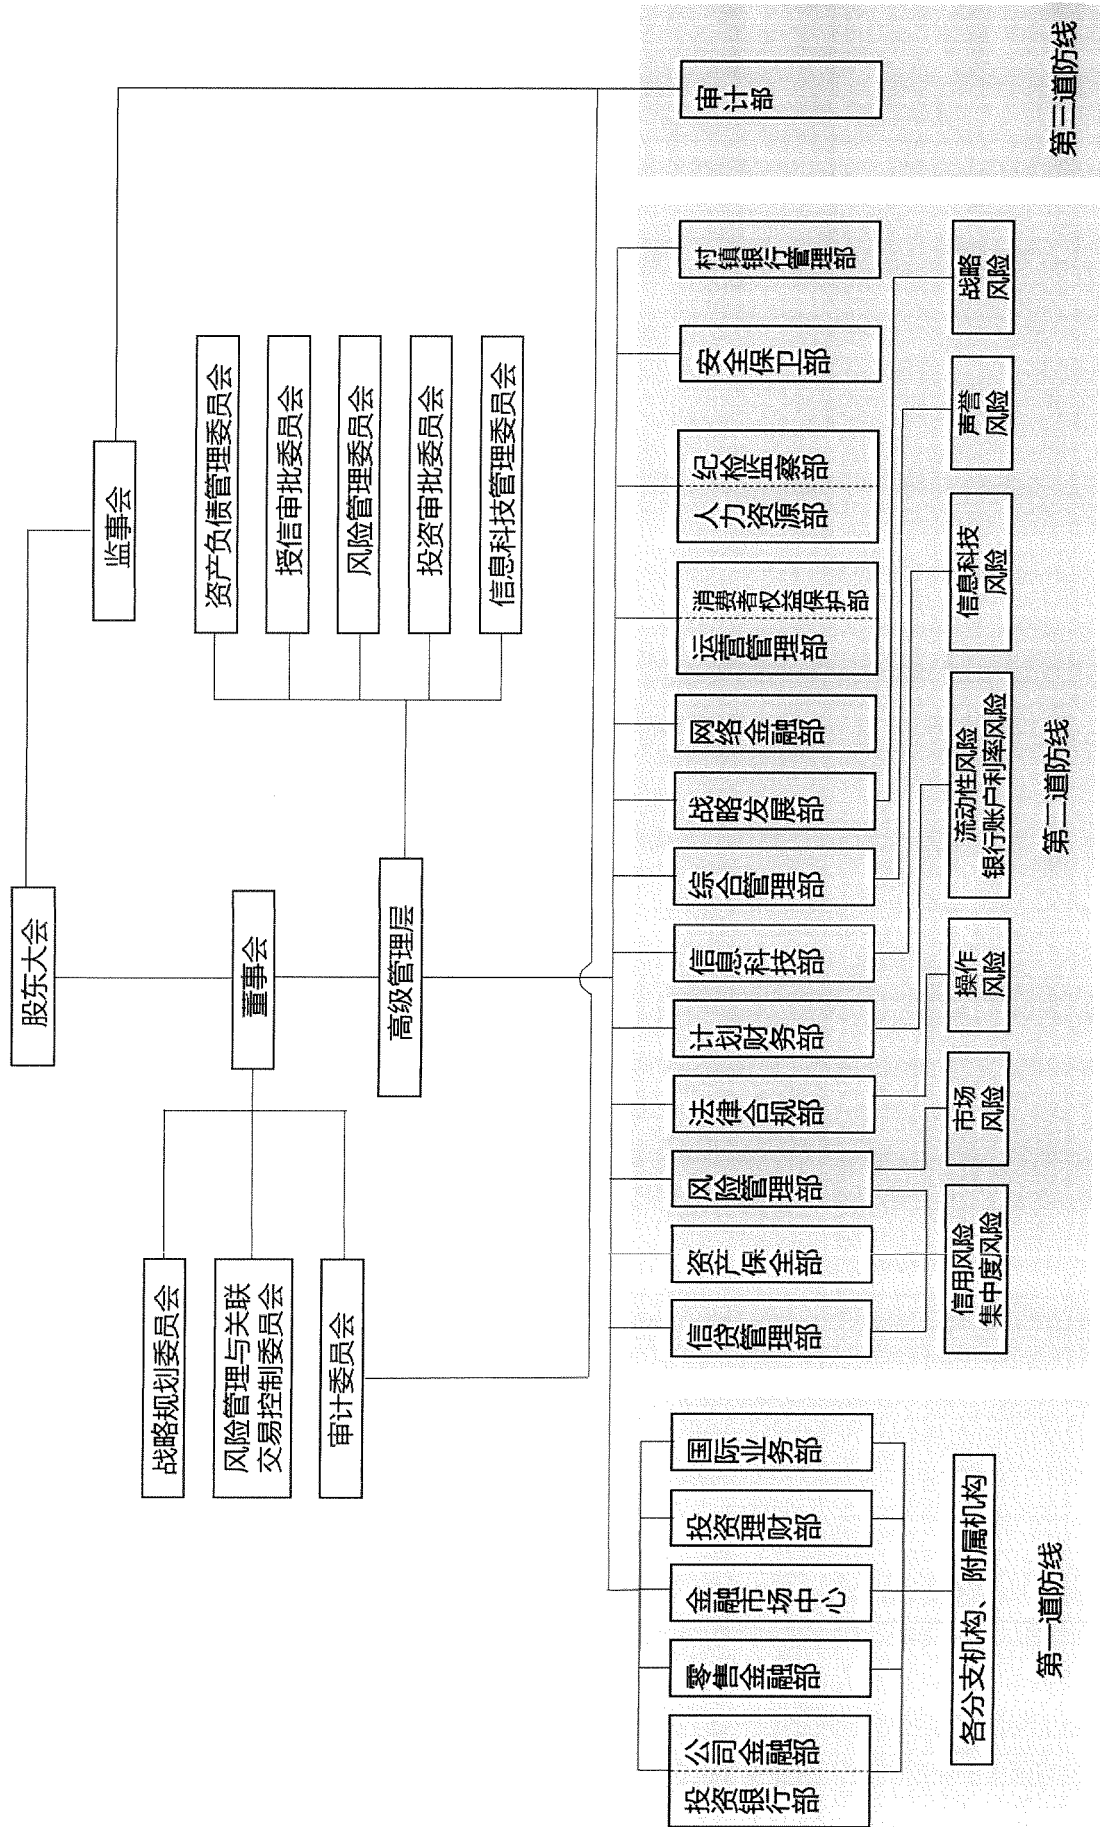 股东大会
监事会
董事会
战略规划委员会
风险管理与关联
交易控制委员会
审计委员会
高级管理层
资产负债管理委员会
授信审批委员会
风险管理委员会
投资审批委员会
信息科技管理委员会
投资银行部
公司金融部
零售金融部
金融市场中心
投资理财部
国际业务部
信贷管理部
资产保全部
风险管理部
法律合规部
计划财务部
信息科技部
综合管理部
战略发展部
网络金融部
运营管理部
消费者权益保护部
人力资源部
纪检监察部
安全保卫部
村镇银行管理部
审计部
各分支机构、附属机构
信用风险
集中度风险
市场
风险
操作
风险
流动性风险
银行账户利率风险
信息科技
风险
声誉
风险
战略
风险
第一道防线
第二道防线
第三道防线